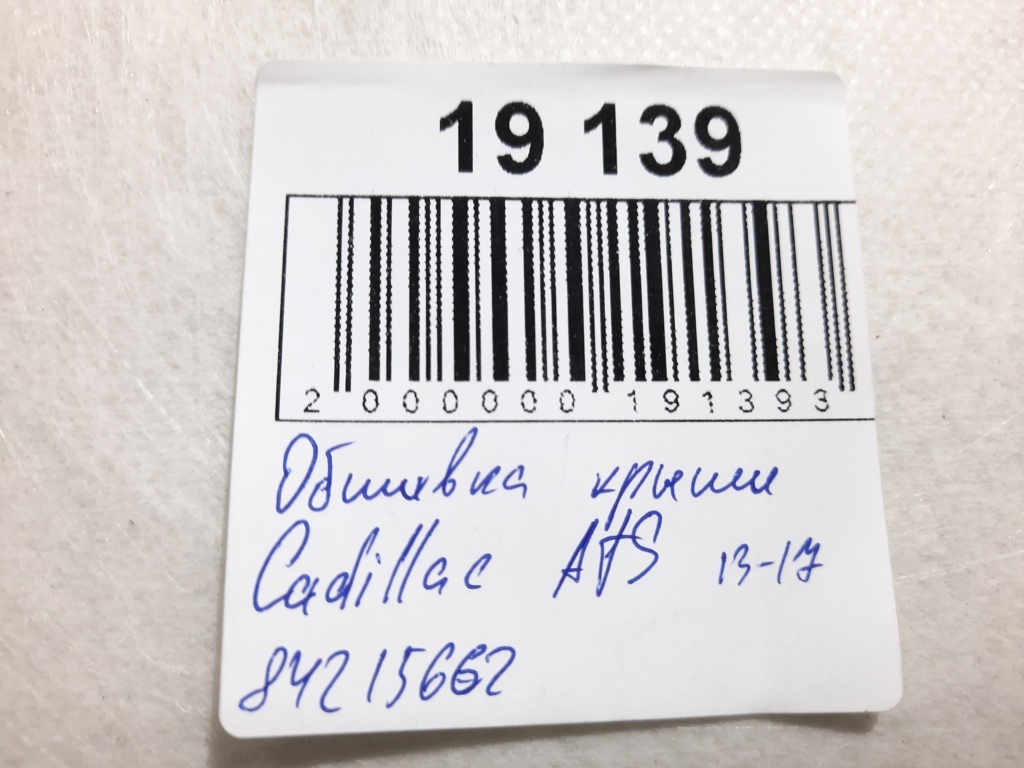 19 139
2 000000 191393
Обшивка крыши
Cadillac ATS 13-17
84215662